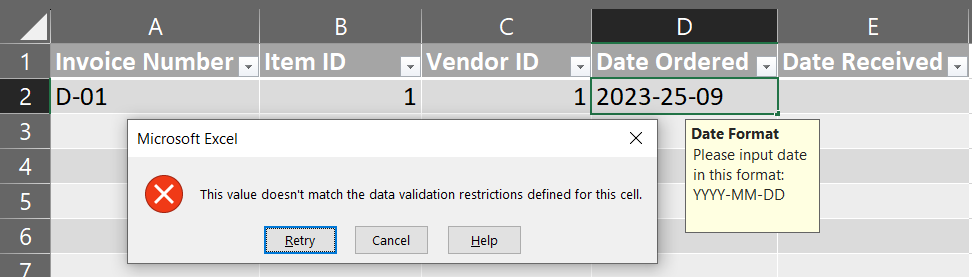 A B C D E
1 Invoice Number Item ID Vendor ID Date Ordered Date Received
2 D-01 1 1 2023-25-09
3
Microsoft Excel
Date Format
Please input date
in this format:
YYYY-MM-DD
4
This value doesn't match the data validation restrictions defined for this cell.
5
Retry Cancel Help
6
7